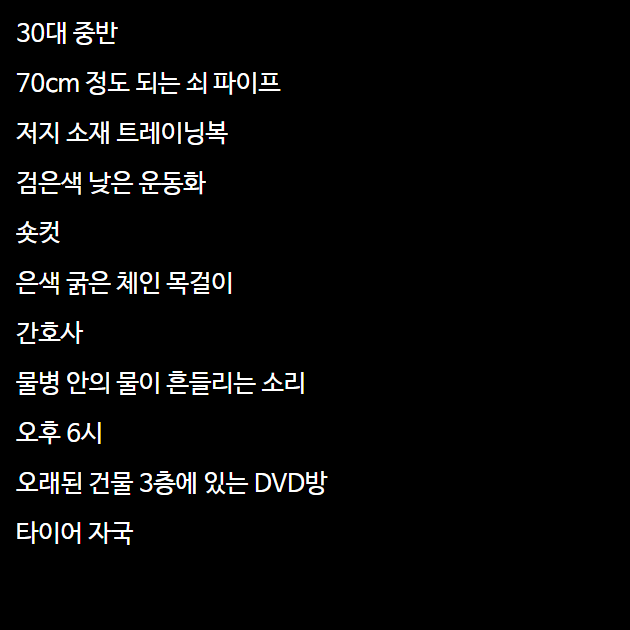 30대 중반
70cm 정도 되는 쇠 파이프
저지 소재 트레이닝복
검은색 낮은 운동화
숏컷
은색 굵은 체인 목걸이
간호사
물병 안의 물이 흔들리는 소리
오후 6시
오래된 건물 3층에 있는 DVD방
타이어 자국